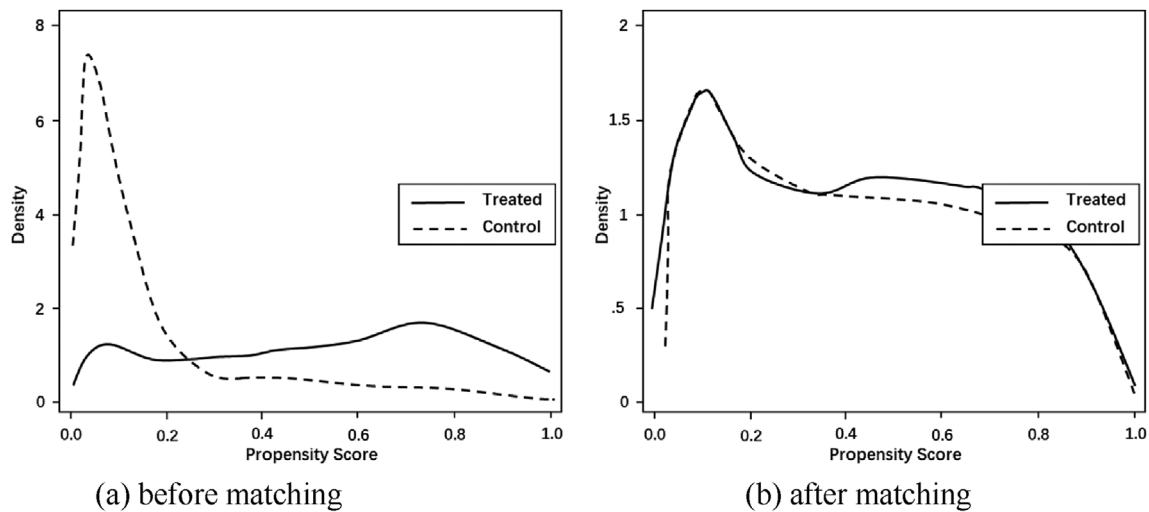 8
6
4
2
0
Density
Treated
Control
0.0 0.2 0.4 0.6 0.8 1.0
Propensity Score
(a) before matching
2
1.5
1
.5
0
Density
Treated
Control
0.0 0.2 0.4 0.6 0.8 1.0
Propensity Score
(b) after matching